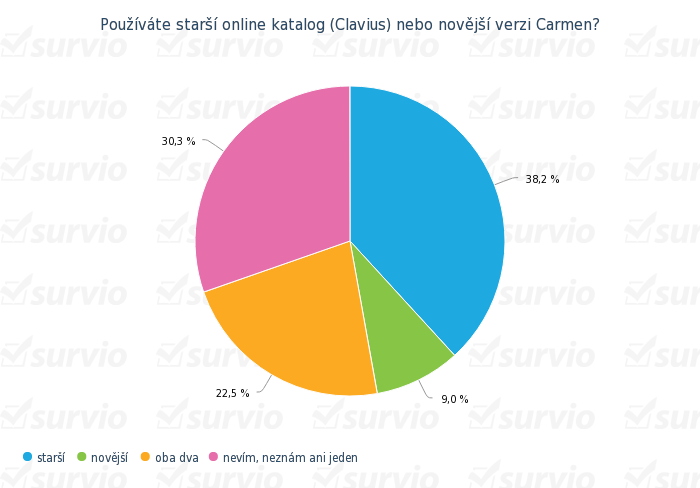 Používáte starší online katalog (Clavius) nebo novější verzi Carmen?
30,3 %
38,2 %
22,5 %
9,0 %
starší
novější
oba dva
nevím, neznám ani jeden
survio